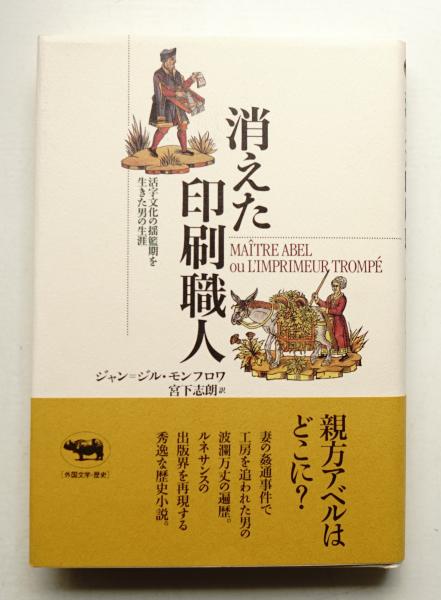 消えた
印刷職人
活字文化の揺籃期を
生きた男の生涯
MAÎTRE ABEL
ou L'IMPRIMEUR TROMPÉ
ジャン=ジル・モンフロワ
宮下志朗訳
親方アベルは
どこに?
妻の姦通事件で
工房を追われた男の
波瀾万丈の遍歴。
ルネサンスの
出版界を再現する
秀逸な歴史小説。
[外国文学・歴史]